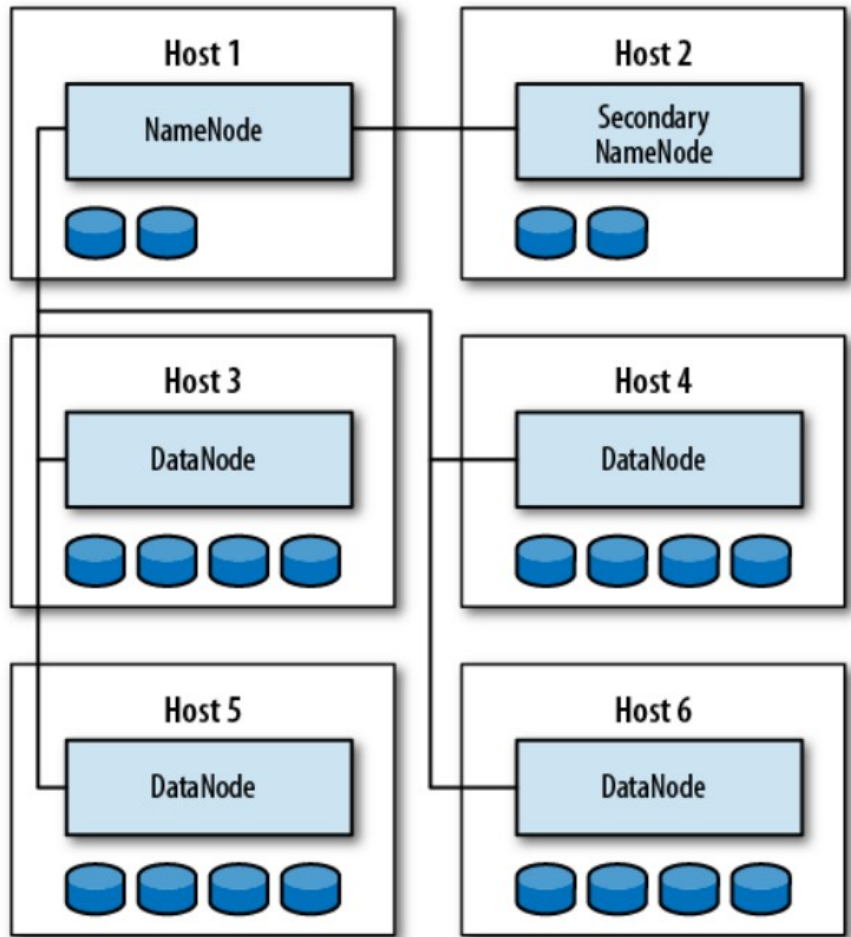 Host 1
NameNode
Host 2
Secondary
NameNode
Host 3
DataNode
Host 4
DataNode
Host 5
DataNode
Host 6
DataNode